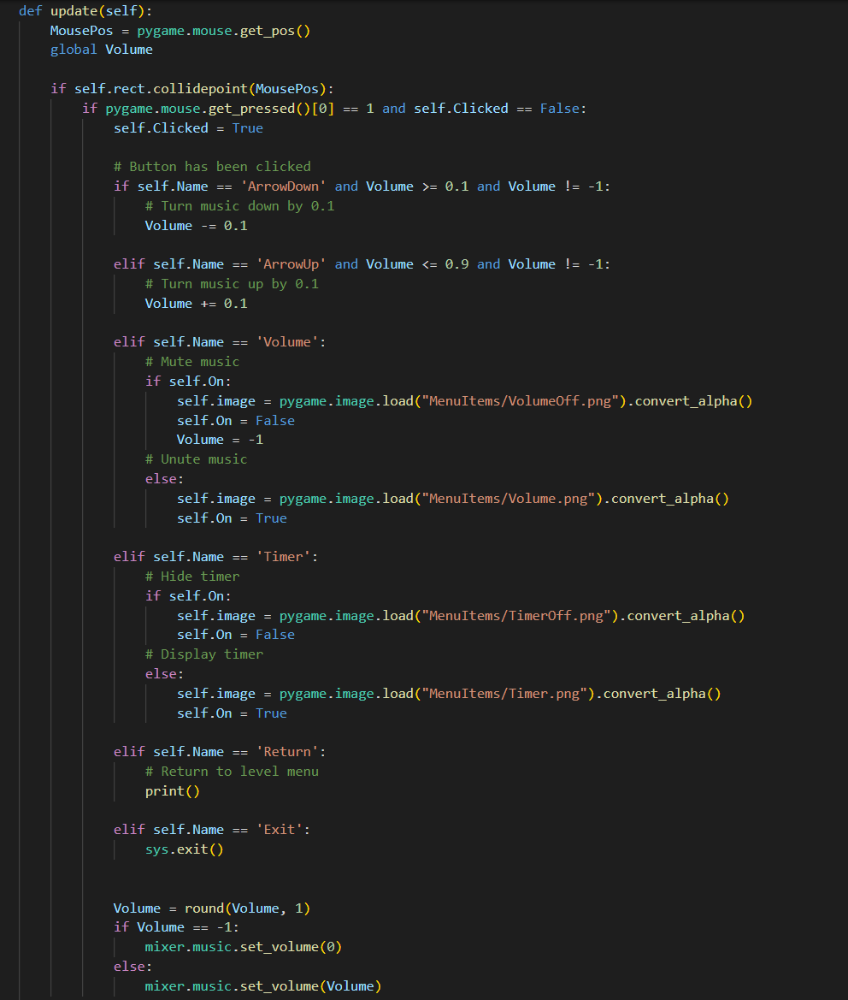 def update(self):
    MousePos = pygame.mouse.get_pos()
    global Volume

    if self.rect.collidepoint(MousePos):
        if pygame.mouse.get_pressed()[0] == 1 and self.Clicked == False:
            self.Clicked = True

            # Button has been clicked
            if self.Name == 'ArrowDown' and Volume >= 0.1 and Volume != -1:
                # Turn music down by 0.1
                Volume -= 0.1

            elif self.Name == 'ArrowUp' and Volume <= 0.9 and Volume != -1:
                # Turn music up by 0.1
                Volume += 0.1

            elif self.Name == 'Volume':
                # Mute music
                if self.On:
                    self.image = pygame.image.load("MenuItems/VolumeOff.png").convert_alpha()
                    self.On = False
                    Volume = -1
                # Unute music
                else:
                    self.image = pygame.image.load("MenuItems/Volume.png").convert_alpha()
                    self.On = True

            elif self.Name == 'Timer':
                # Hide timer
                if self.On:
                    self.image = pygame.image.load("MenuItems/TimerOff.png").convert_alpha()
                    self.On = False
                # Display timer
                else:
                    self.image = pygame.image.load("MenuItems/Timer.png").convert_alpha()
                    self.On = True

            elif self.Name == 'Return':
                # Return to level menu
                print()

            elif self.Name == 'Exit':
                sys.exit()


            Volume = round(Volume, 1)
            if Volume == -1:
                mixer.music.set_volume(0)
            else:
                mixer.music.set_volume(Volume)